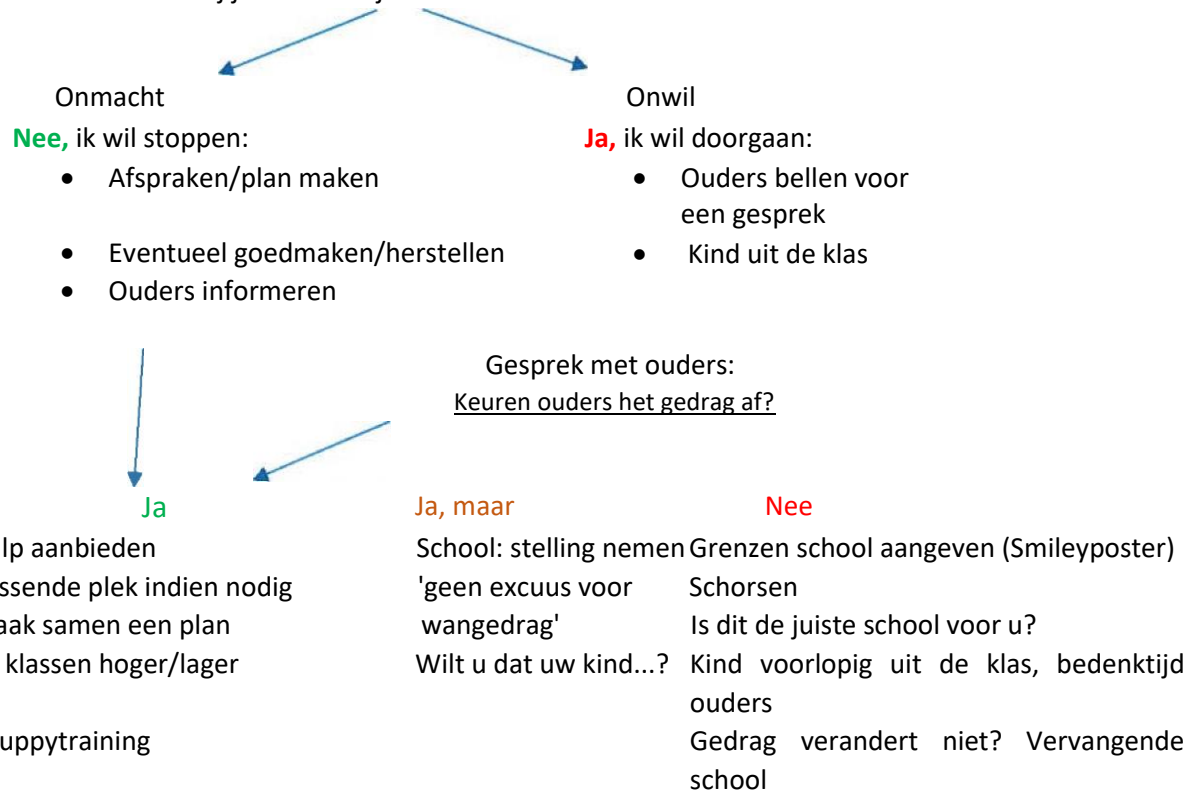 Onmacht
Onwil
Nee, ik wil stoppen:
Ja, ik wil doorgaan:
• Afspraken/plan maken
• Ouders bellen voor
een gesprek
• Eventueel goedmaken/herstellen
• Kind uit de klas
• Ouders informeren
Gesprek met ouders:
Keuren ouders het gedrag af?
Ja
Ja, maar
Nee
lp aanbieden
School: stelling nemen
Grenzen school aangeven (Smileyposter)
ssende plek indien nodig
'geen excuus voor
Schorsen
aak samen een plan
wangedrag'
Is dit de juiste school voor u?
klassen hoger/lager
Wilt u dat uw kind...?
Kind voorlopig uit de klas, bedenktijd
ouders
uppytraining
Gedrag verandert niet? Vervangende
school